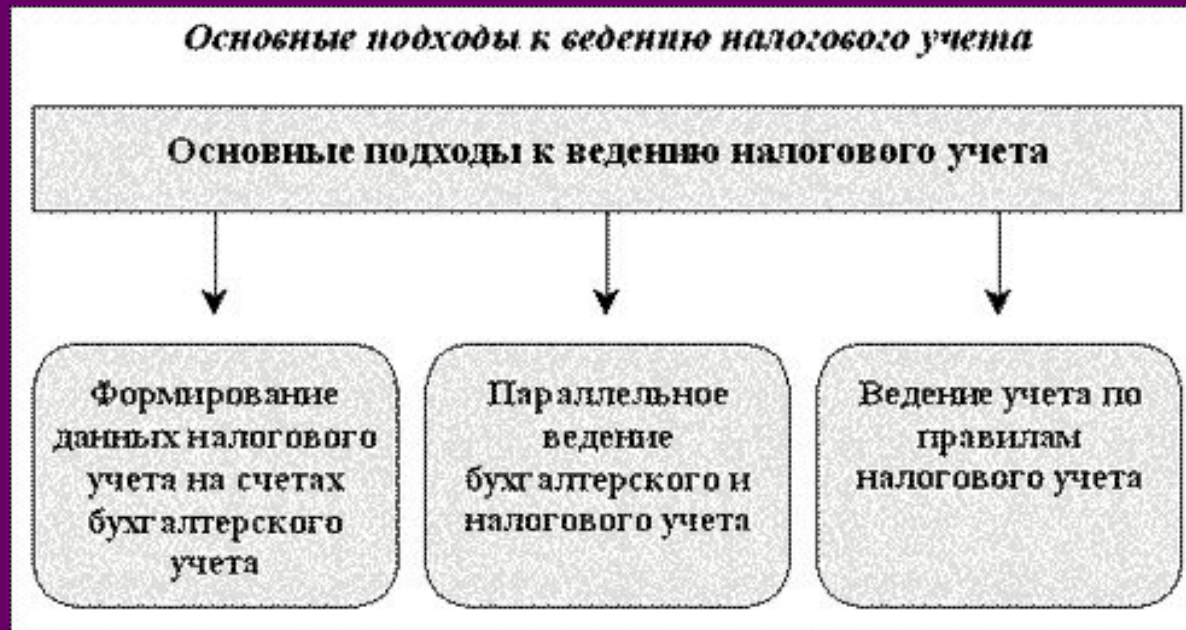 Основные подходы к ведению налогового учета
Основные подходы к ведению налогового учета
Формирование
данных налогового
учета на счетах
бухгалтерского
учета
Параллельное
ведение
бухгалтерского и
налогового учета
Ведение учета по
правилам
налогового учета